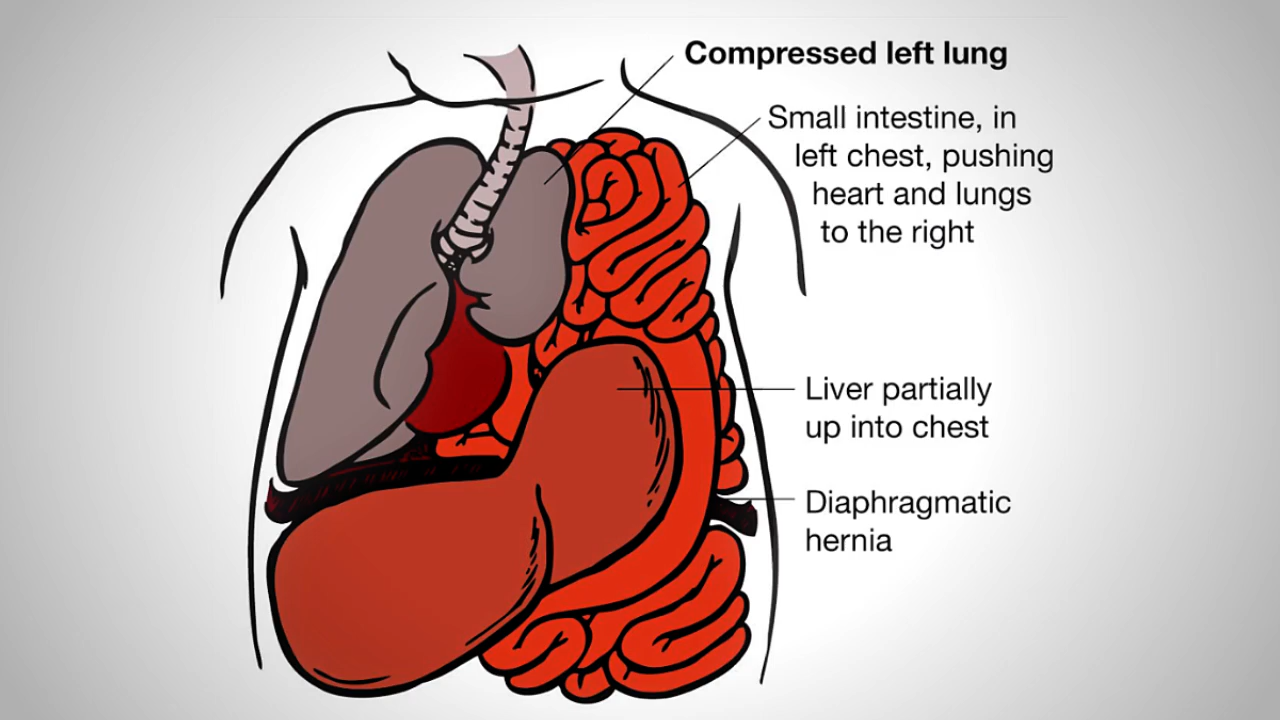 Compressed left lung
Small intestine, in
left chest, pushing
heart and lungs
to the right
Liver partially
up into chest
Diaphragmatic
hernia